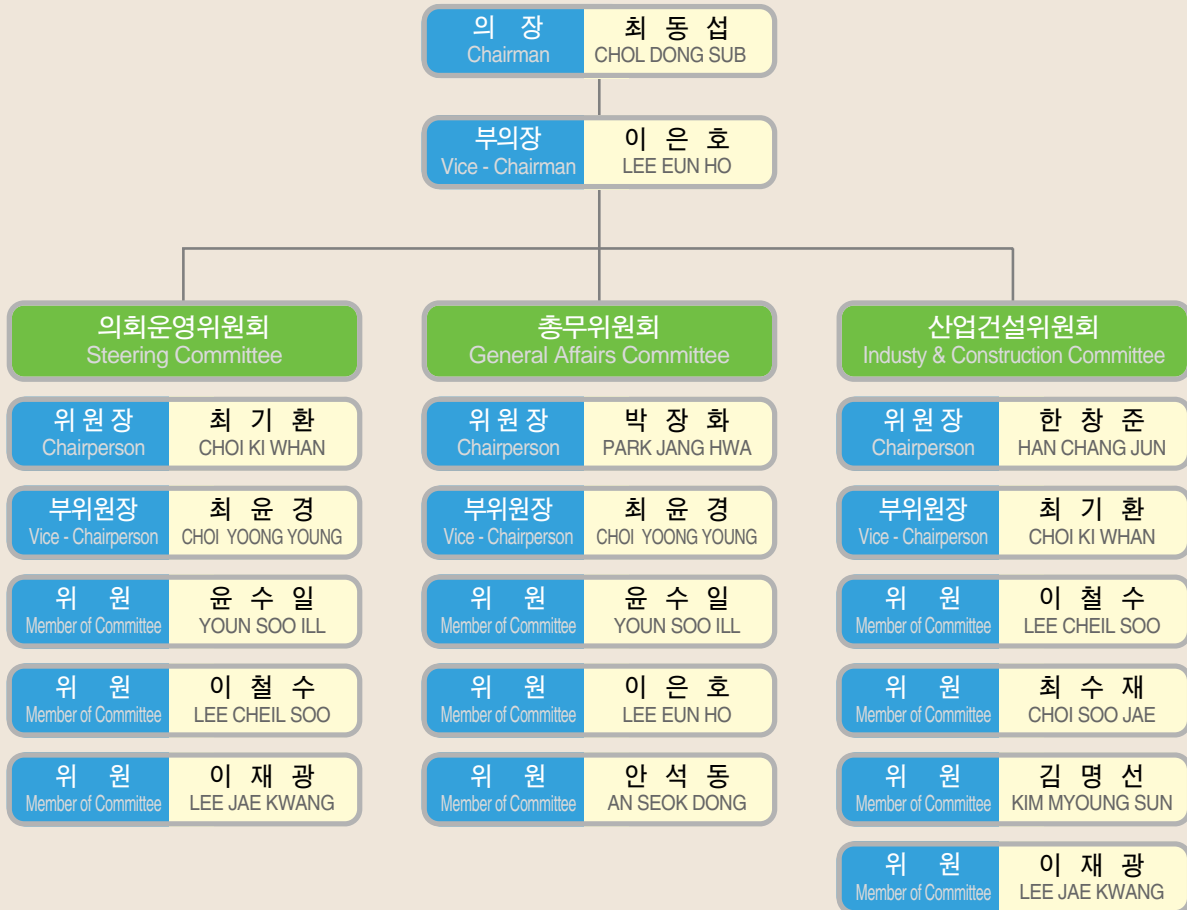 의 장 최 동 섭
Chairman CHOL DONG SUB
부의장 이 은 호
Vice - Chairman LEE EUN HO
의회운영위원회
Steering Committee
위 원 장 최 기 환
Chairperson CHOI KI WHAN
부위원장 최 윤 경
Vice - Chairperson CHOI YOONG YOUNG
위 원 윤 수 일
Member of Committee YOUN SOO ILL
위 원 이 철 수
Member of Committee LEE CHEIL SOO
위 원 이 재 광
Member of Committee LEE JAE KWANG
총무위원회
General Affairs Committee
위 원 장 박 장 화
Chairperson PARK JANG HWA
부위원장 최 윤 경
Vice - Chairperson CHOI YOONG YOUNG
위 원 윤 수 일
Member of Committee YOUN SOO ILL
위 원 이 은 호
Member of Committee LEE EUN HO
위 원 안 석 동
Member of Committee AN SEOK DONG
산업건설위원회
Industy & Construction Committee
위 원 장 한 창 준
Chairperson HAN CHANG JUN
부위원장 최 기 환
Vice - Chairperson CHOI KI WHAN
위 원 이 철 수
Member of Committee LEE CHEIL SOO
위 원 최 수 재
Member of Committee CHOI SOO JAE
위 원 김 명 선
Member of Committee KIM MYOUNG SUN
위 원 이 재 광
Member of Committee LEE JAE KWANG